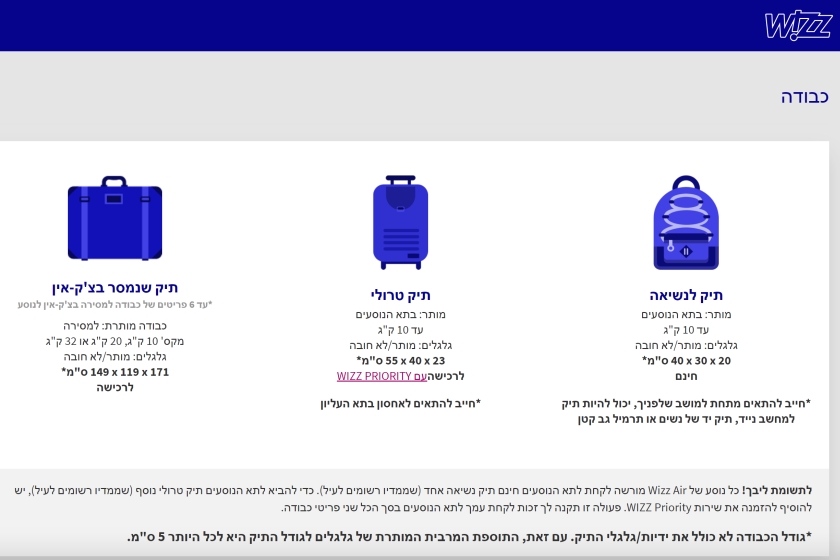 WIZZ
כבודה
תיק לנשיאה
מותר: בתא הנוסעים
עד 10 ק"ג
גלגלים: מותר/לא חובה
40 x 30 x 20 ס"מ*
חינם
*חייב להתאים מתחת למושב שלפניך, יכול להיות תיק
למחשב נייד, תיק יד של נשים או תרמיל גב קטן
תיק טרולי
מותר: בתא הנוסעים
עד 10 ק"ג
גלגלים: מותר/לא חובה
55 x 40 x 23 ס"מ*
לרכישה עם WIZZ PRIORITY
*חייב להתאים לאחסון בתא העליון
תיק שנמסר בצ'ק-אין
*עד 6 פריטים של כבודה למסירה בצ'ק-אין לנוסע
כבודה מותרת: למסירה
מקס' 10 ק"ג, 20 ק"ג או 32 ק"ג
גלגלים: מותר/לא חובה
149 x 119 x 171 ס"מ*
לרכישה
לתשומת ליבך! כל נוסע של Wizz Air מורשה לקחת לתא הנוסעים חינם תיק נשיאה אחד (שממדיו רשומים לעיל). כדי להביא לתא הנוסעים תיק טרולי נוסף (שממדיו רשומים לעיל), יש
להוסיף להזמנה את שירות WIZZ Priority. פעולה זו תקנה לך זכות לקחת עמך לתא הנוסעים בסך הכל שני פריטי כבודה.
*גודל הכבודה לא כולל את ידיות/גלגלי התיק. עם זאת, התוספת המרבית המותרת של גלגלים לגודל התיק היא לכל היותר 5 ס"מ.